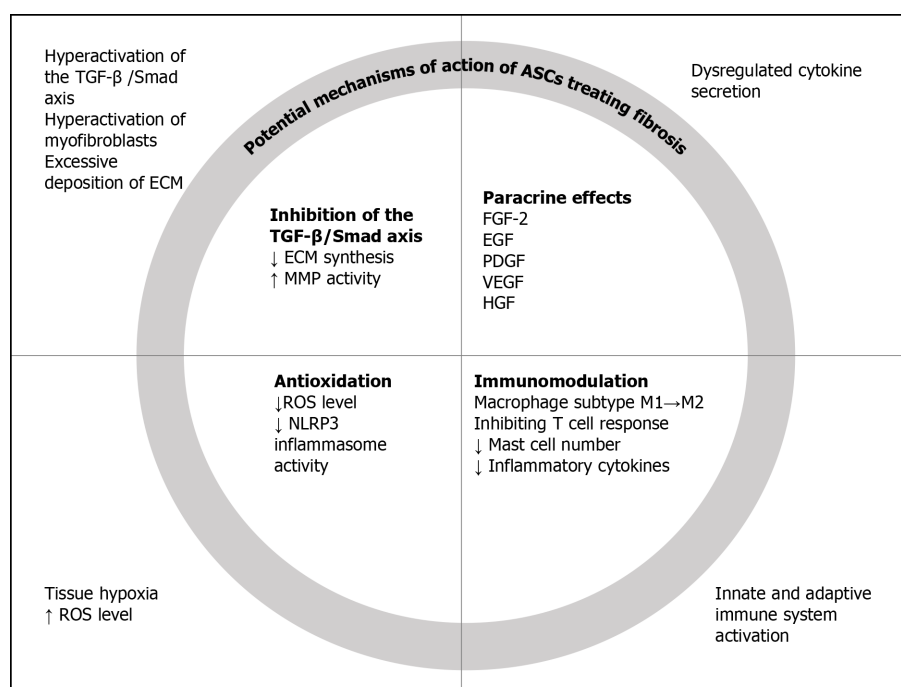 Potential mechanisms of action of ASCs treating fibrosis
Hyperactivation of
the TGF-β /Smad
axis
Hyperactivation of
myofibroblasts
Excessive
deposition of ECM
Dysregulated cytokine
secretion
Inhibition of the
TGF-β/Smad axis
↓ ECM synthesis
↑ MMP activity
Paracrine effects
FGF-2
EGF
PDGF
VEGF
HGF
Antioxidation
↓ROS level
↓ NLRP3
inflammasome
activity
Immunomodulation
Macrophage subtype M1→M2
Inhibiting T cell response
↓ Mast cell number
↓ Inflammatory cytokines
Tissue hypoxia
↑ ROS level
Innate and adaptive
immune system
activation